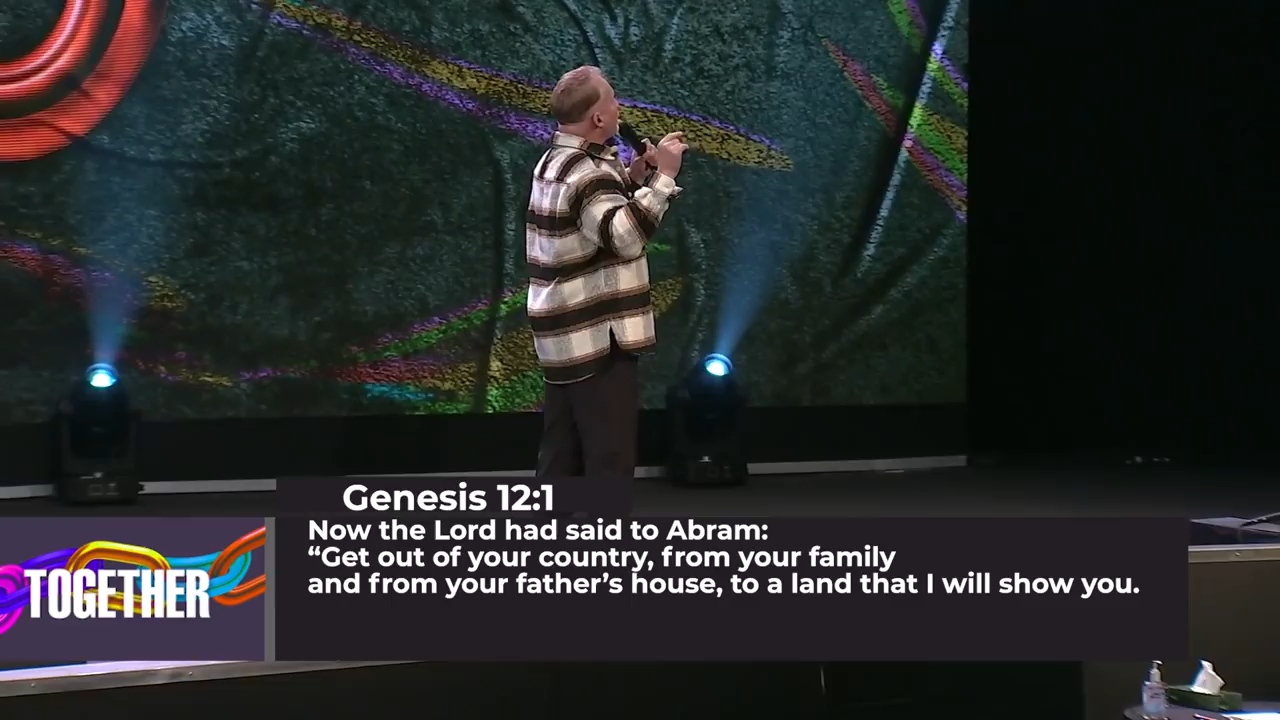 Genesis 12:1
Now the Lord had said to Abram:
“Get out of your country, from your family
and from your father’s house, to a land that I will show you.
TOGETHER